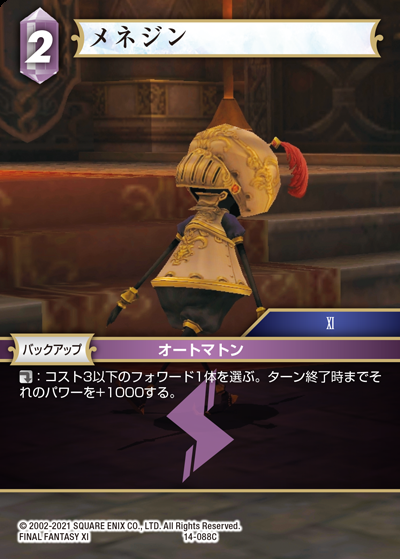 2
メネジン
XI
バックアップ
オートマトン
：コスト3以下のフォワード1体を選ぶ。ターン終了時までそ
れのパワーを+1000する。
© 2002-2021 SQUARE ENIX CO., LTD. All Rights Reserved.
FINAL FANTASY XI
14-088C